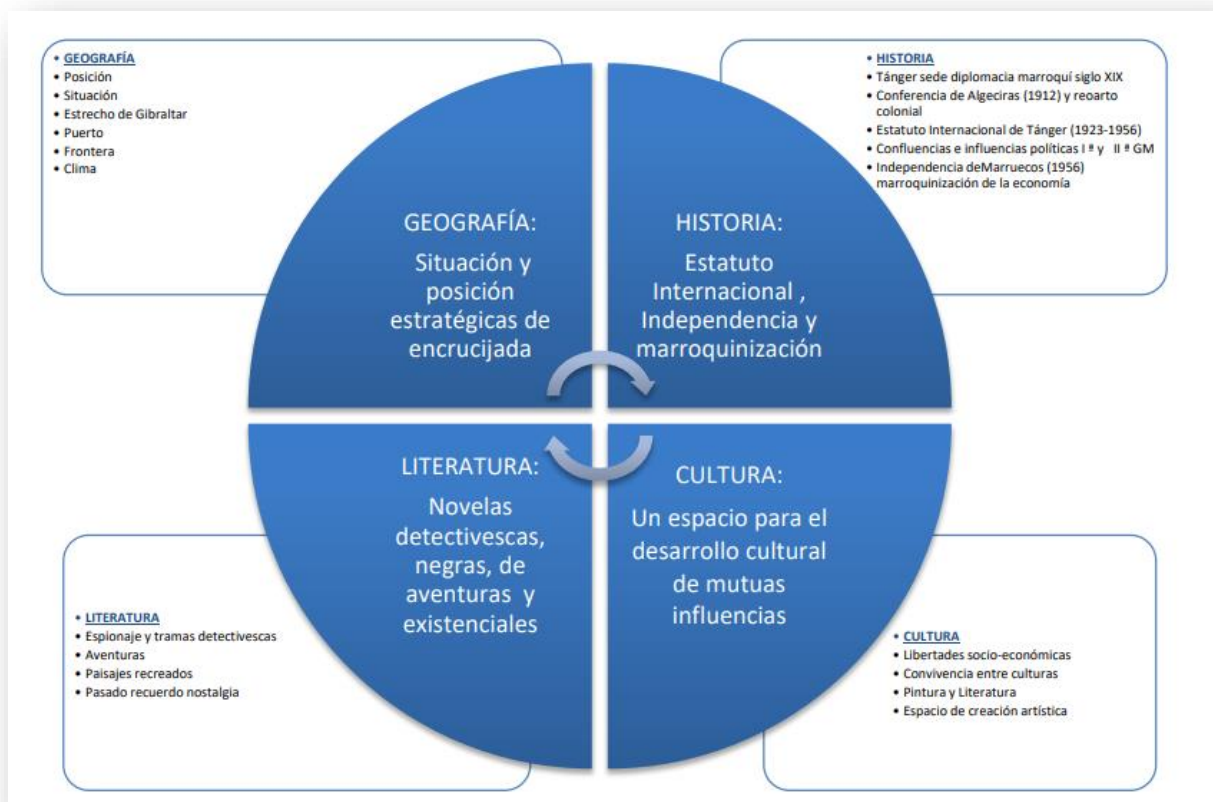 • GEOGRAFÍA
• Posición
• Situación
• Estrecho de Gibraltar
• Puerto
• Frontera
• Clima
• HISTORIA
• Tánger sede diplomacia marroquí siglo XIX
• Conferencia de Algeciras (1912) y reoarto
colonial
• Estatuto Internacional de Tánger (1923-1956)
• Confluencias e influencias políticas I ª y II ª GM
• Independencia deMarruecos (1956)
marroquinización de la economía
GEOGRAFÍA:
Situación y
posición
estratégicas de
encrucijada
HISTORIA:
Estatuto
Internacional ,
Independencia y
marroquinización
LITERATURA:
Novelas
detectivescas,
negras, de
aventuras y
existenciales
CULTURA:
Un espacio para el
desarrollo cultural
de mutuas
influencias
• LITERATURA
• Espionaje y tramas detectivescas
• Aventuras
• Paisajes recreados
• Pasado recuerdo nostalgia
• CULTURA
• Libertades socio-económicas
• Convivencia entre culturas
• Pintura y Literatura
• Espacio de creación artística